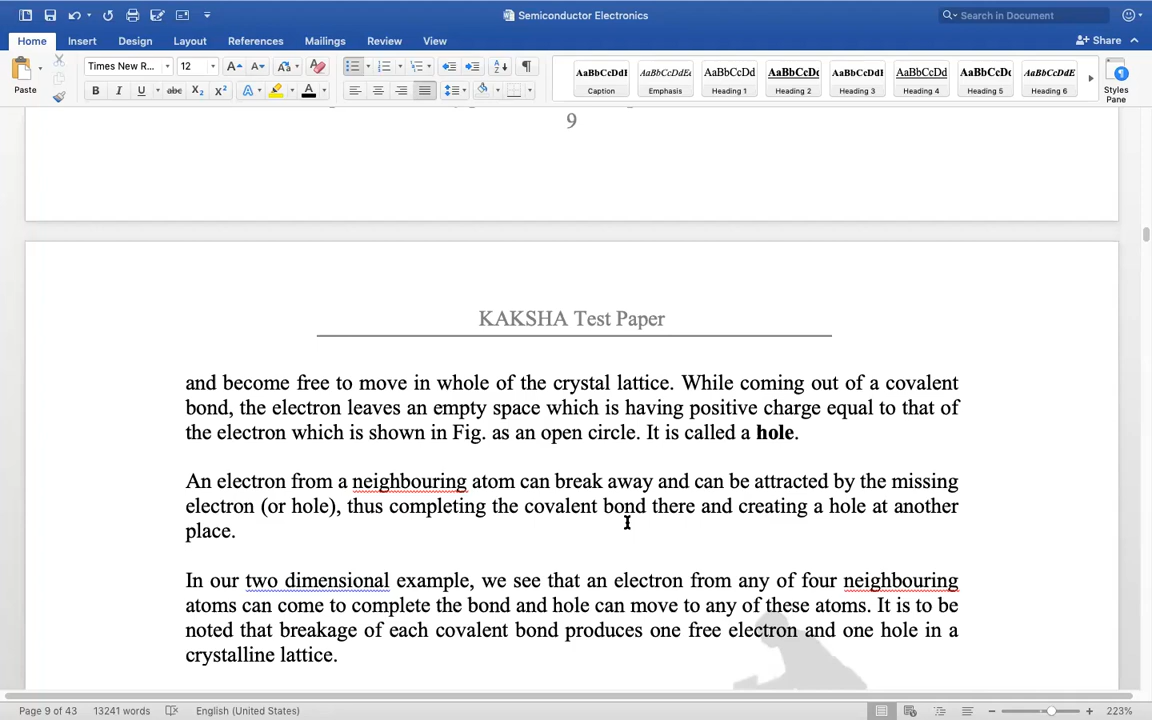 Semiconductor Electronics
Search in Document
Home Insert Design Layout References Mailings Review View
Share
Times New R... 12
Paste
AaBbCcDdI AaBbCcDdEe AaBbCcDd AaBbCcDc AaBbCcDdI AaBbCcDd AaBbCcDc AaBbCcDdE
Caption Emphasis Heading 1 Heading 2 Heading 3 Heading 4 Heading 5 Heading 6
Styles
Pane
9
KAKSHA Test Paper
and become free to move in whole of the crystal lattice. While coming out of a covalent
bond, the electron leaves an empty space which is having positive charge equal to that of
the electron which is shown in Fig. as an open circle. It is called a hole.
An electron from a neighbouring atom can break away and can be attracted by the missing
electron (or hole), thus completing the covalent bond there and creating a hole at another
place.
In our two dimensional example, we see that an electron from any of four neighbouring
atoms can come to complete the bond and hole can move to any of these atoms. It is to be
noted that breakage of each covalent bond produces one free electron and one hole in a
crystalline lattice.
Page 9 of 43 13241 words English (United States) 223%